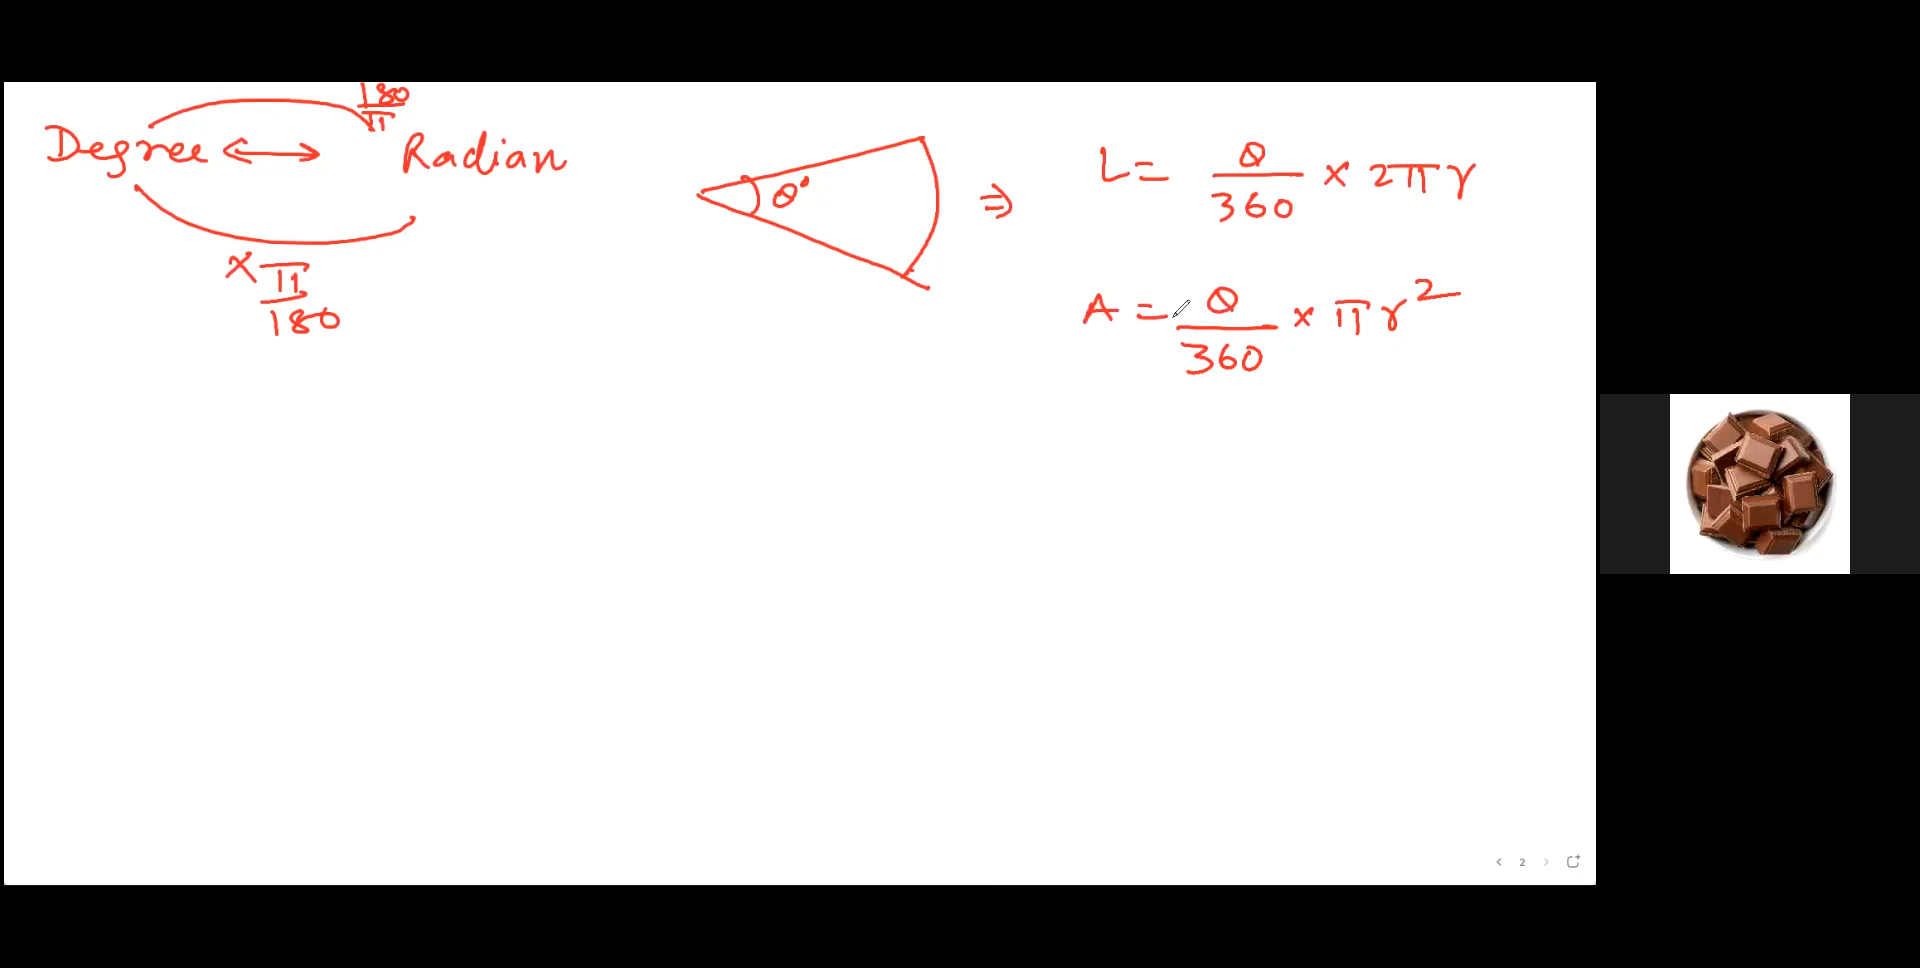 180
π
Degree ↔ Radian
× π
180
θ°
⇒
L = θ/360 × 2πr
A = θ/360 × πr²
2